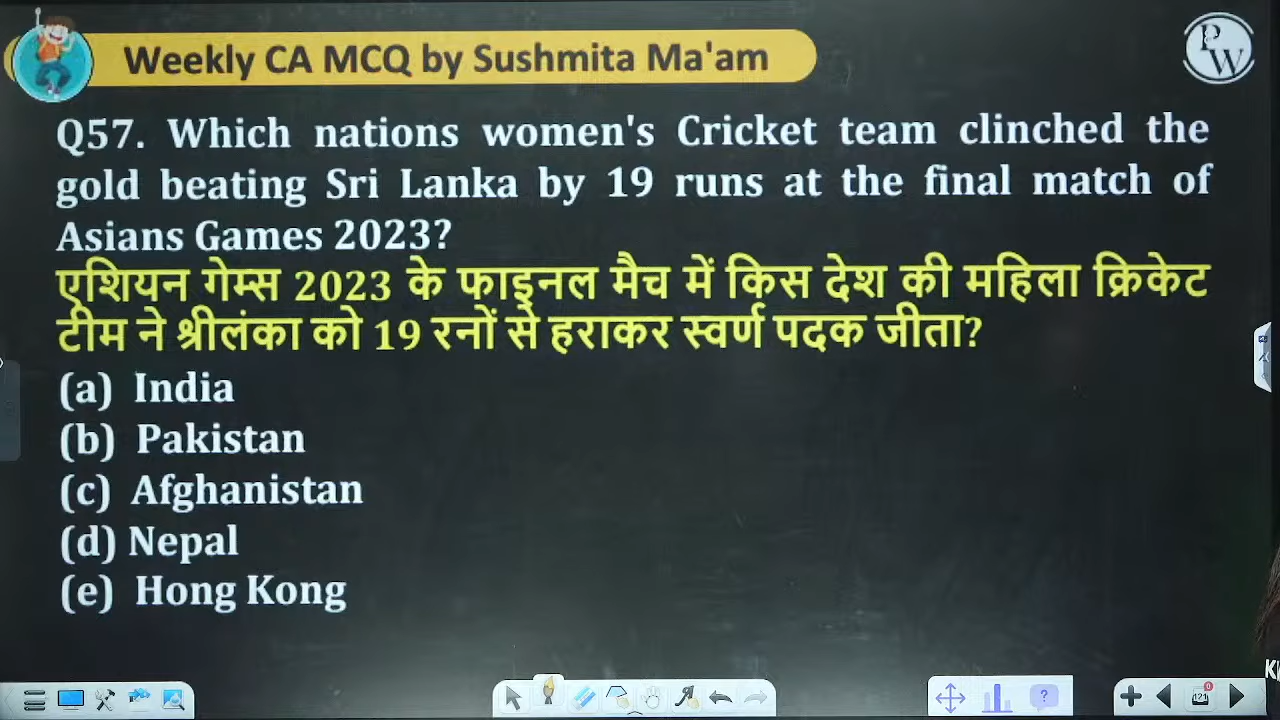 Weekly CA MCQ by Sushmita Ma'am
PW
Q57. Which nations women's Cricket team clinched the
gold beating Sri Lanka by 19 runs at the final match of
Asians Games 2023?
एशियन गेम्स 2023 के फाइनल मैच में किस देश की महिला क्रिकेट
टीम ने श्रीलंका को 19 रनों से हराकर स्वर्ण पदक जीता?
(a) India
(b) Pakistan
(c) Afghanistan
(d) Nepal
(e) Hong Kong